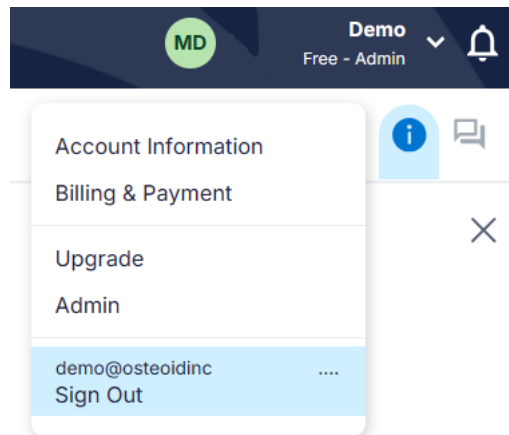 MD
Demo
Free - Admin
Account Information
Billing & Payment
Upgrade
Admin
demo@osteoidinc ....
Sign Out